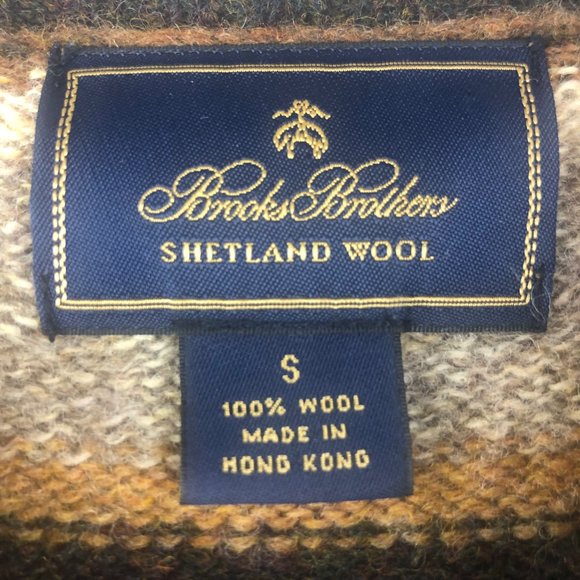 Brooks Brothers
SHETLAND WOOL
S
100% WOOL
MADE IN
HONG KONG